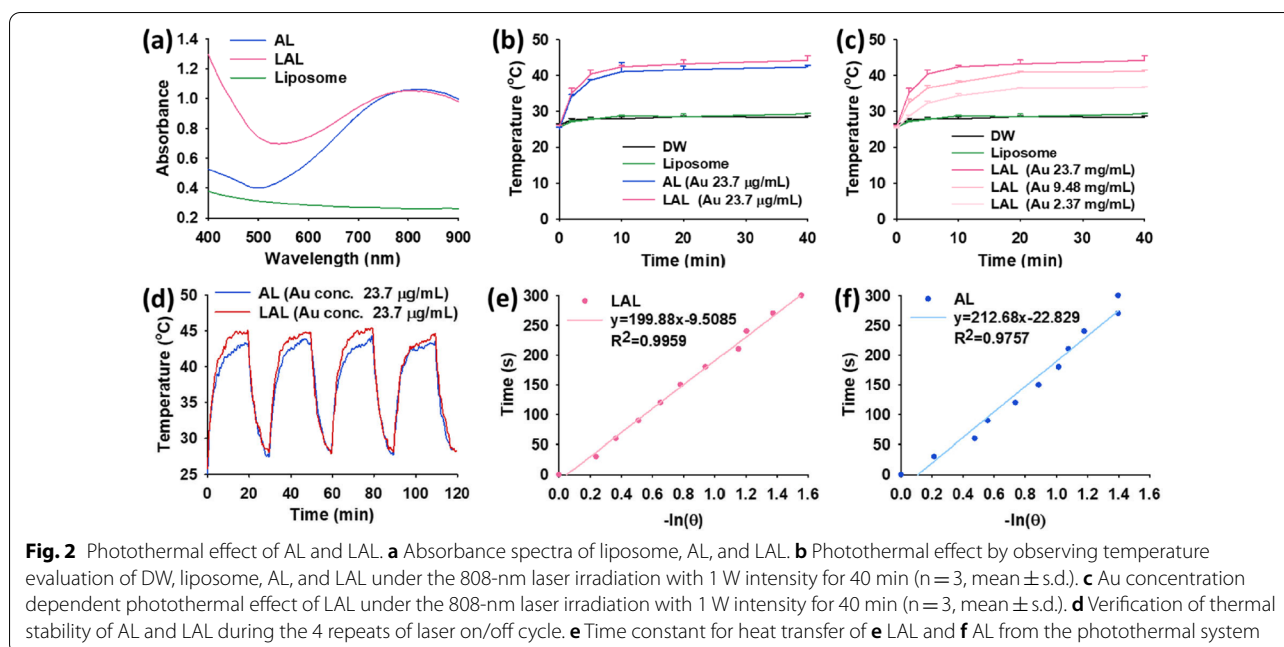 (a)
AL
LAL
Liposome
1.4
1.2
1.0
0.8
0.6
0.4
0.2
Absorbance
400 500 600 700 800 900
Wavelength (nm)
(b)
50
40
30
20
10
0
Temperature (°C)
DW
Liposome
AL (Au 23.7 µg/mL)
LAL (Au 23.7 µg/mL)
0 10 20 30 40
Time (min)
(c)
50
40
30
20
10
0
Temperature (°C)
DW
Liposome
LAL (Au 23.7 mg/mL)
LAL (Au 9.48 mg/mL)
LAL (Au 2.37 mg/mL)
0 10 20 30 40
Time (min)
(d)
AL (Au conc. 23.7 µg/mL)
LAL (Au conc. 23.7 µg/mL)
50
45
40
35
30
25
Temperature (°C)
0 20 40 60 80 100 120
Time (min)
(e)
LAL
y=199.88x-9.5085
R²=0.9959
300
250
200
150
100
50
0
Time (s)
0.0 0.2 0.4 0.6 0.8 1.0 1.2 1.4 1.6
-ln(θ)
(f)
AL
y=212.68x-22.829
R²=0.9757
300
250
200
150
100
50
0
Time (s)
0.0 0.2 0.4 0.6 0.8 1.0 1.2 1.4 1.6
-ln(θ)
Fig. 2 Photothermal effect of AL and LAL. a Absorbance spectra of liposome, AL, and LAL. b Photothermal effect by observing temperature
evaluation of DW, liposome, AL, and LAL under the 808-nm laser irradiation with 1 W intensity for 40 min (n = 3, mean ± s.d.). c Au concentration
dependent photothermal effect of LAL under the 808-nm laser irradiation with 1 W intensity for 40 min (n = 3, mean ± s.d.). d Verification of thermal
stability of AL and LAL during the 4 repeats of laser on/off cycle. e Time constant for heat transfer of e LAL and f AL from the photothermal system